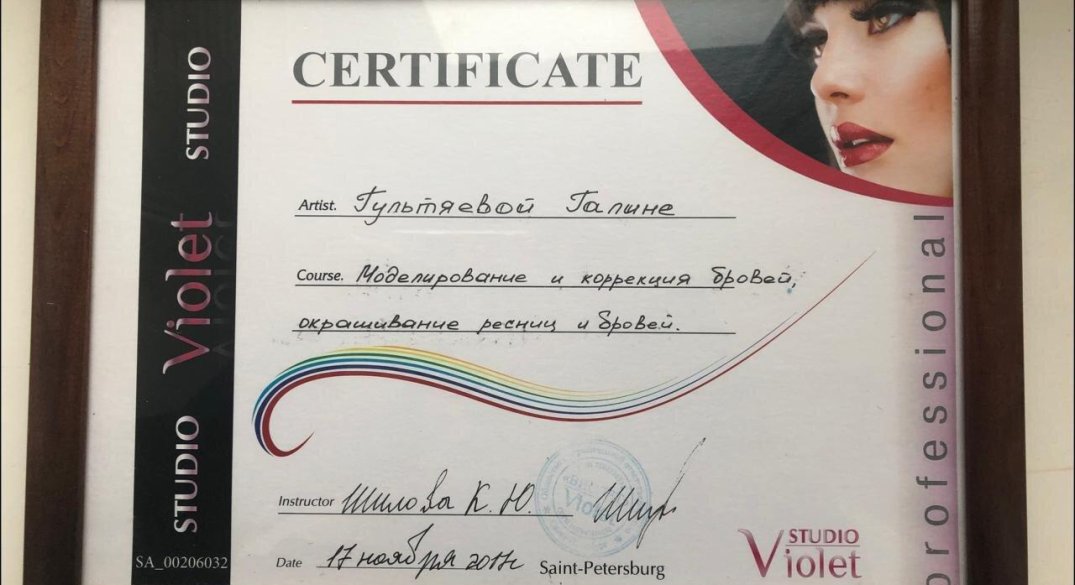 CERTIFICATE
Artist. Гультяевой Галине
Course. Моделирование и коррекция бровей,
окрашивание ресниц и бровей.
Instructor Шилова К. Ю.
Date 17 ноября 2017г Saint-Petersburg
STUDIO Violet STUDIO
SA_00206032
professional
STUDIO
Violet